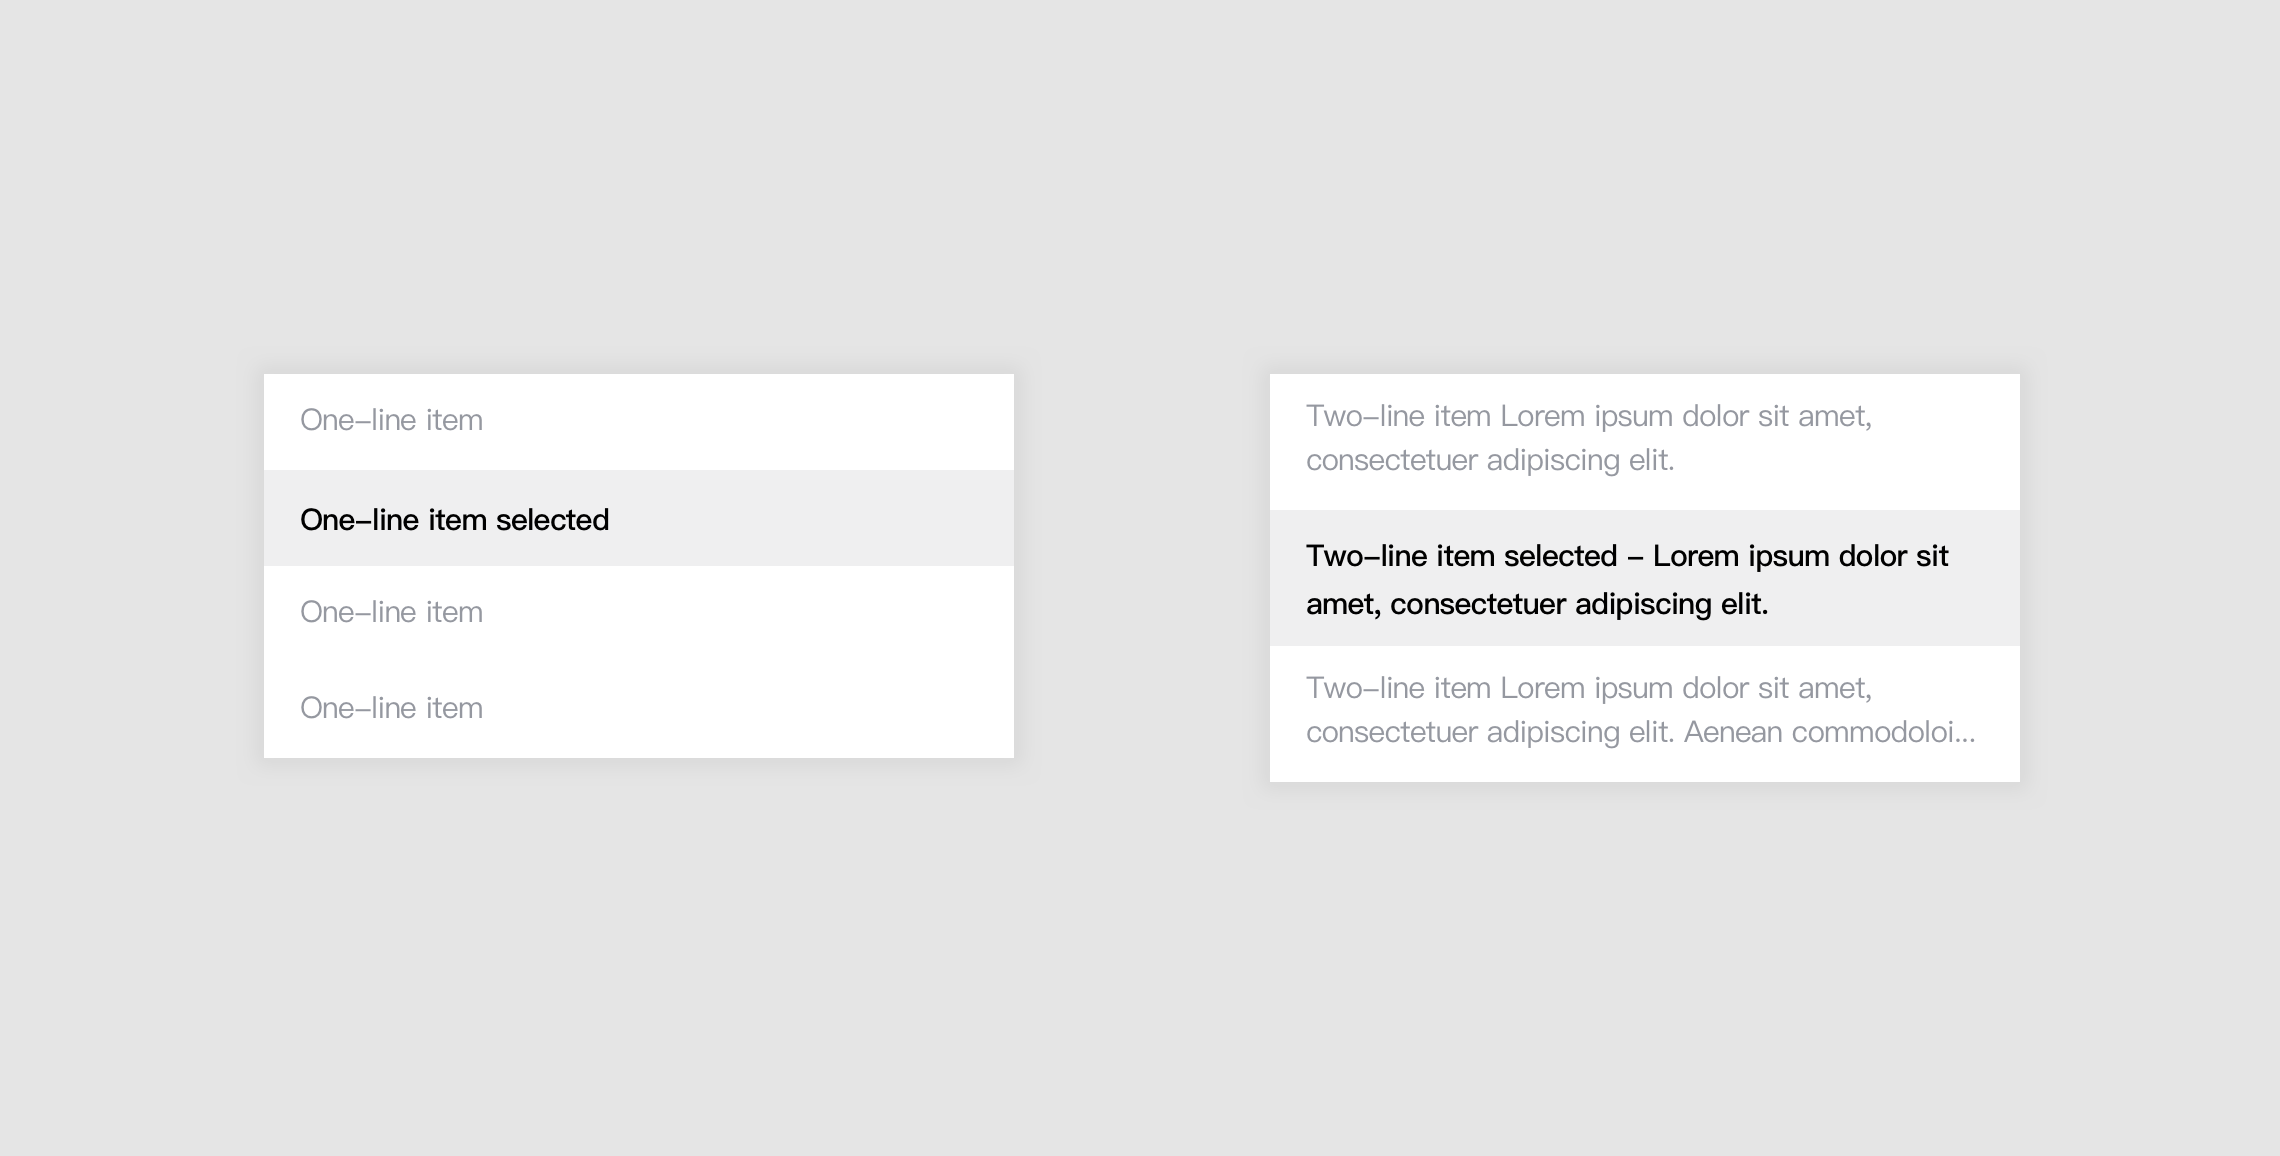 One–line item
One–line item selected
One–line item
One–line item
Two–line item Lorem ipsum dolor sit amet,
consectetuer adipiscing elit.
Two–line item selected – Lorem ipsum dolor sit
amet, consectetuer adipiscing elit.
Two–line item Lorem ipsum dolor sit amet,
consectetuer adipiscing elit. Aenean commodoloi...